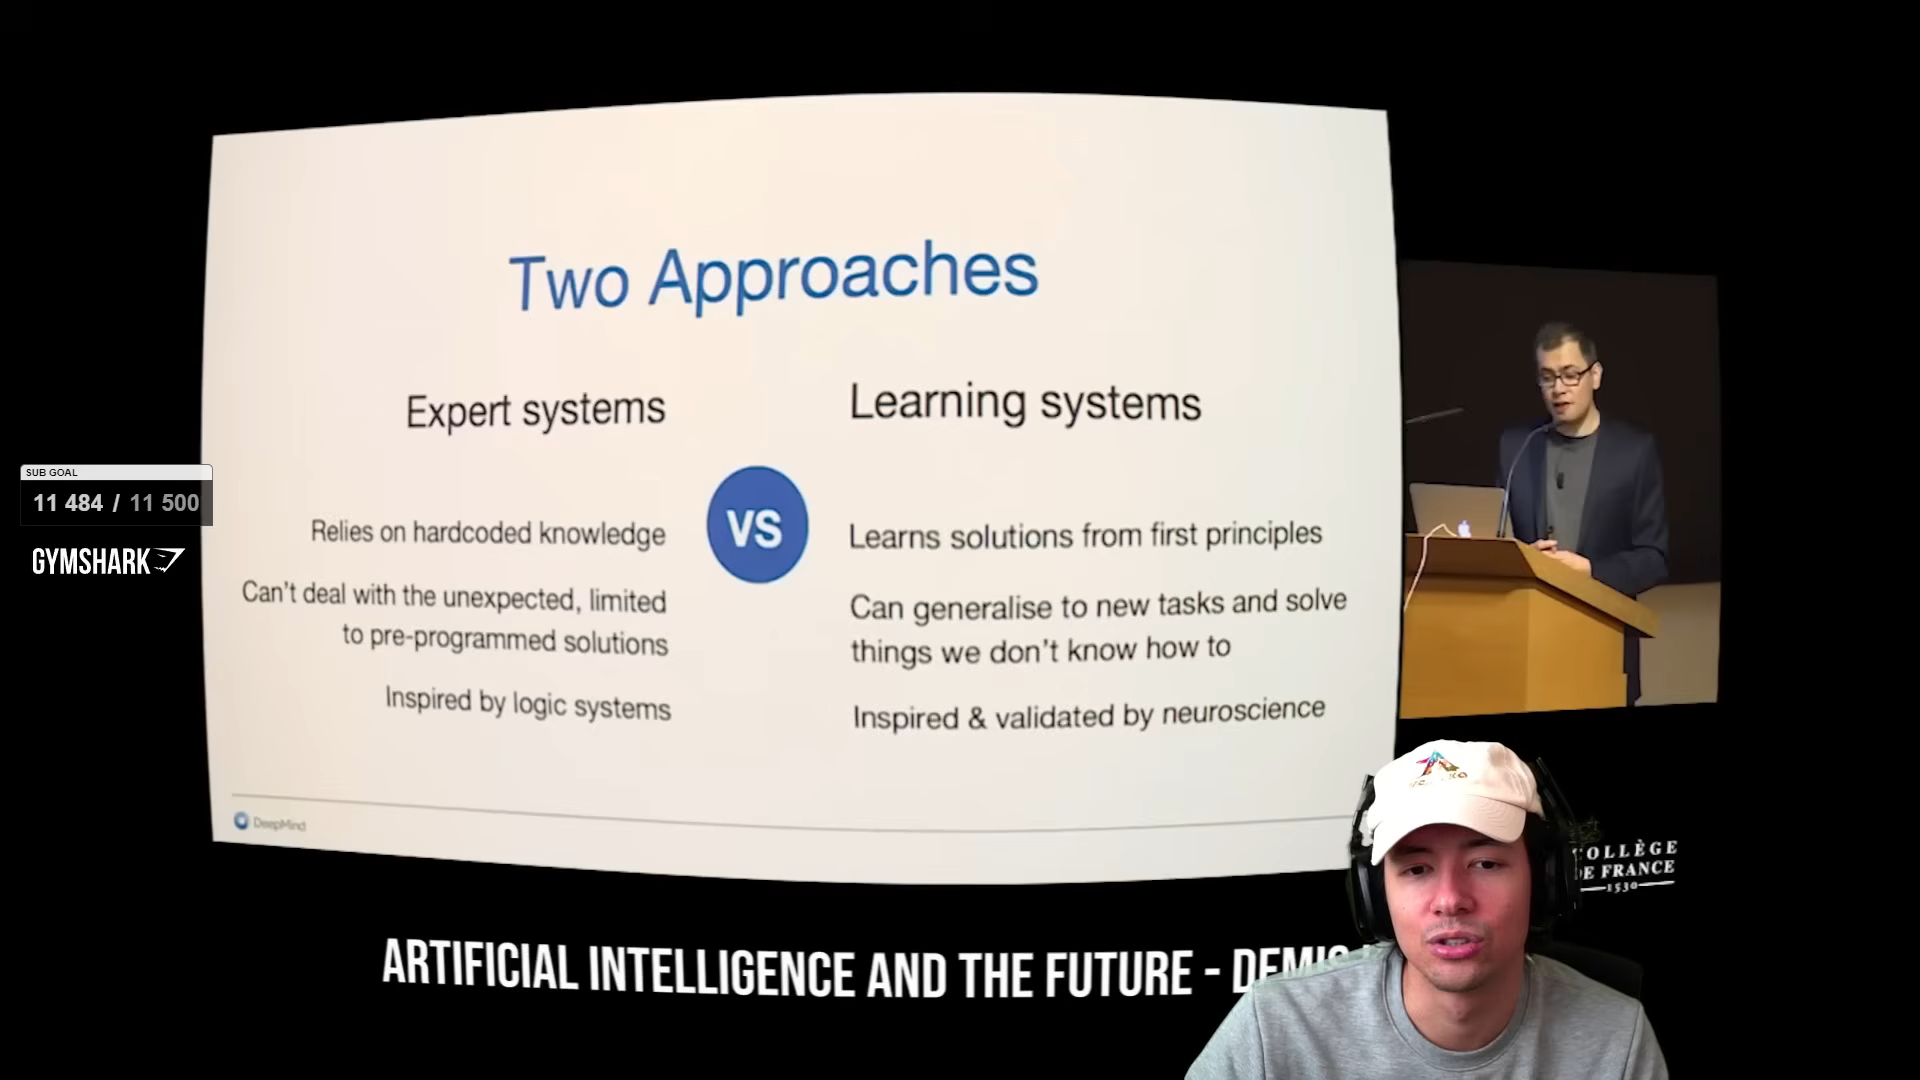 Two Approaches
Expert systems
Learning systems
VS
Relies on hardcoded knowledge
Can't deal with the unexpected, limited
to pre-programmed solutions
Inspired by logic systems
Learns solutions from first principles
Can generalise to new tasks and solve
things we don't know how to
Inspired & validated by neuroscience
DeepMind
SUB GOAL
11 484 / 11 500
GYMSHARK
COLLÈGE
DE FRANCE
1530
ARTIFICIAL INTELLIGENCE AND THE FUTURE - DEMIS